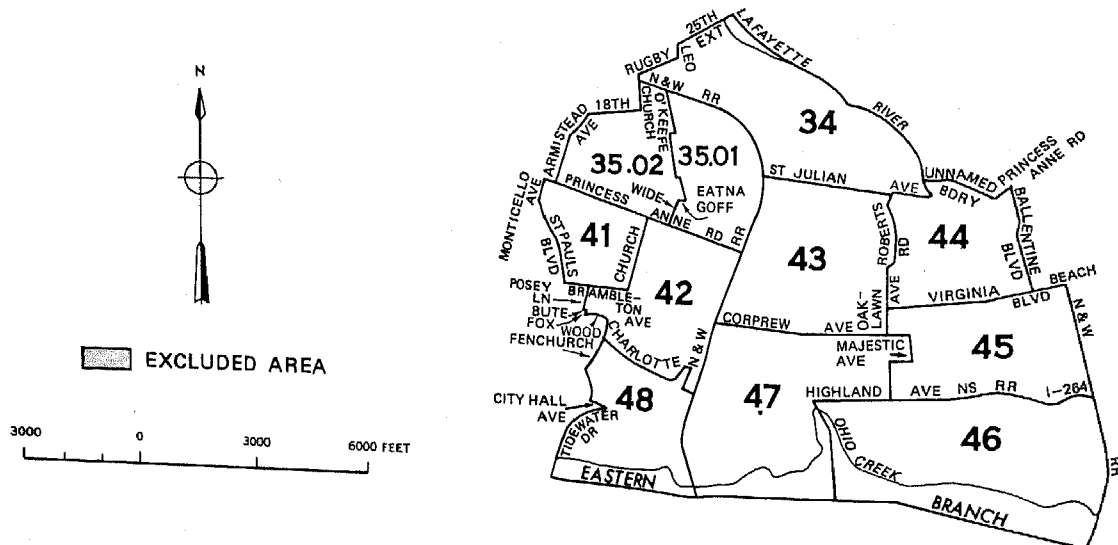 N
EXCLUDED AREA
3000 0 3000 6000 FEET
25TH
LAFAYETTE
RUGBY
LEO
EXT
N & W RR
RIVER
34
18TH
ARMISTEAD
AVE
CHURCH
O'KEEFE
35.02
35.01
ST JULIAN AVE
UNNAMED BDRY
PRINCESS
ANNE RD
MONTICELLO
AVE
WIDE
EATNA
GOFF
PRINCESS ANNE RD
RR
ROBERTS
RD
44
BALLENTINE
BLVD
41
ST PAULS
BLVD
CHURCH
43
42
OAK-
LAWN
AVE
VIRGINIA BEACH
BLVD
N & W
POSEY
LN
BRAMBLE-
TON
AVE
BUTE
FOX
WOOD
FENCHURCH
CHARLOTTE
N & W
CORPREW AVE
MAJESTIC
AVE
45
CITY HALL
AVE
48
47
HIGHLAND AVE NS RR I-264
TIDEWATER
DR
OHIO
CREEK
46
RR
EASTERN BRANCH